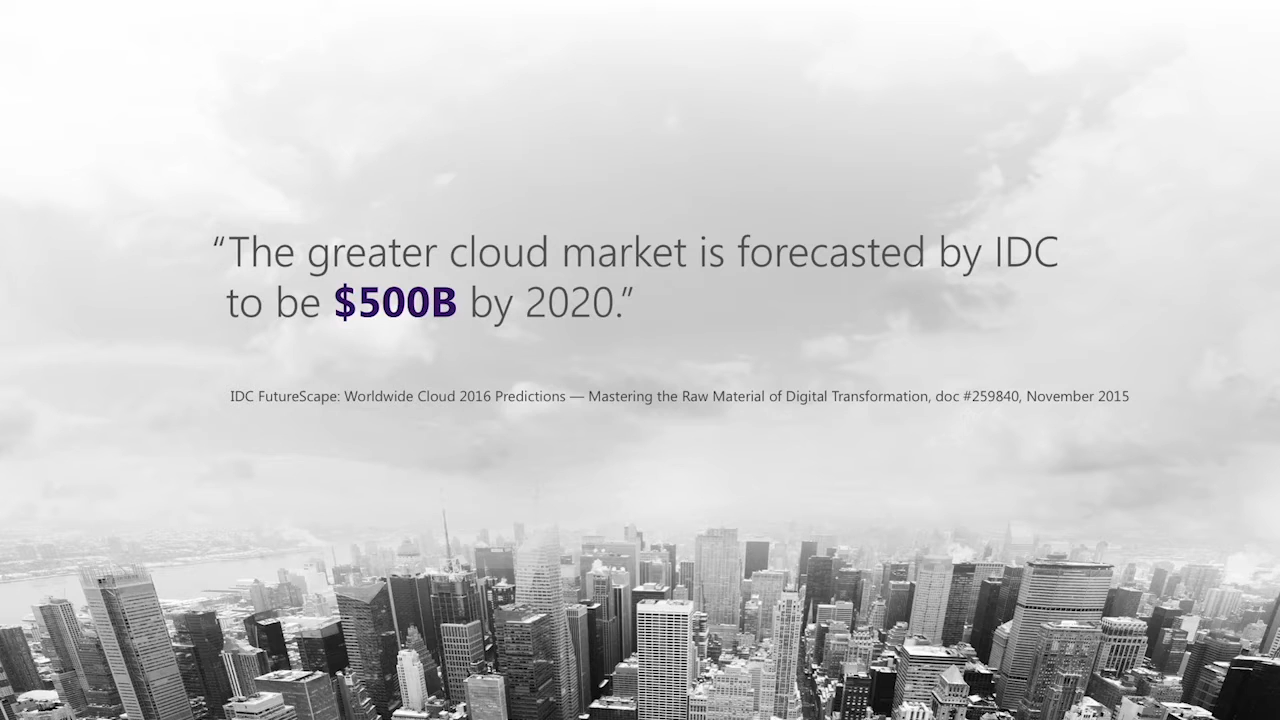 “The greater cloud market is forecasted by IDC
to be $500B by 2020.”
IDC FutureScape: Worldwide Cloud 2016 Predictions — Mastering the Raw Material of Digital Transformation, doc #259840, November 2015